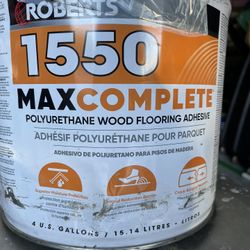 ROBERTS
1550
MAXCOMPLETE
POLYURETHANE WOOD FLOORING ADHESIVE
ADHÉSIF POLYURÉTHANE POUR PARQUET
ADHESIVO DE POLIURETANO PARA PISOS DE MADERA
4 U.S. GALLONS / 15.14 LITRES - LITROS